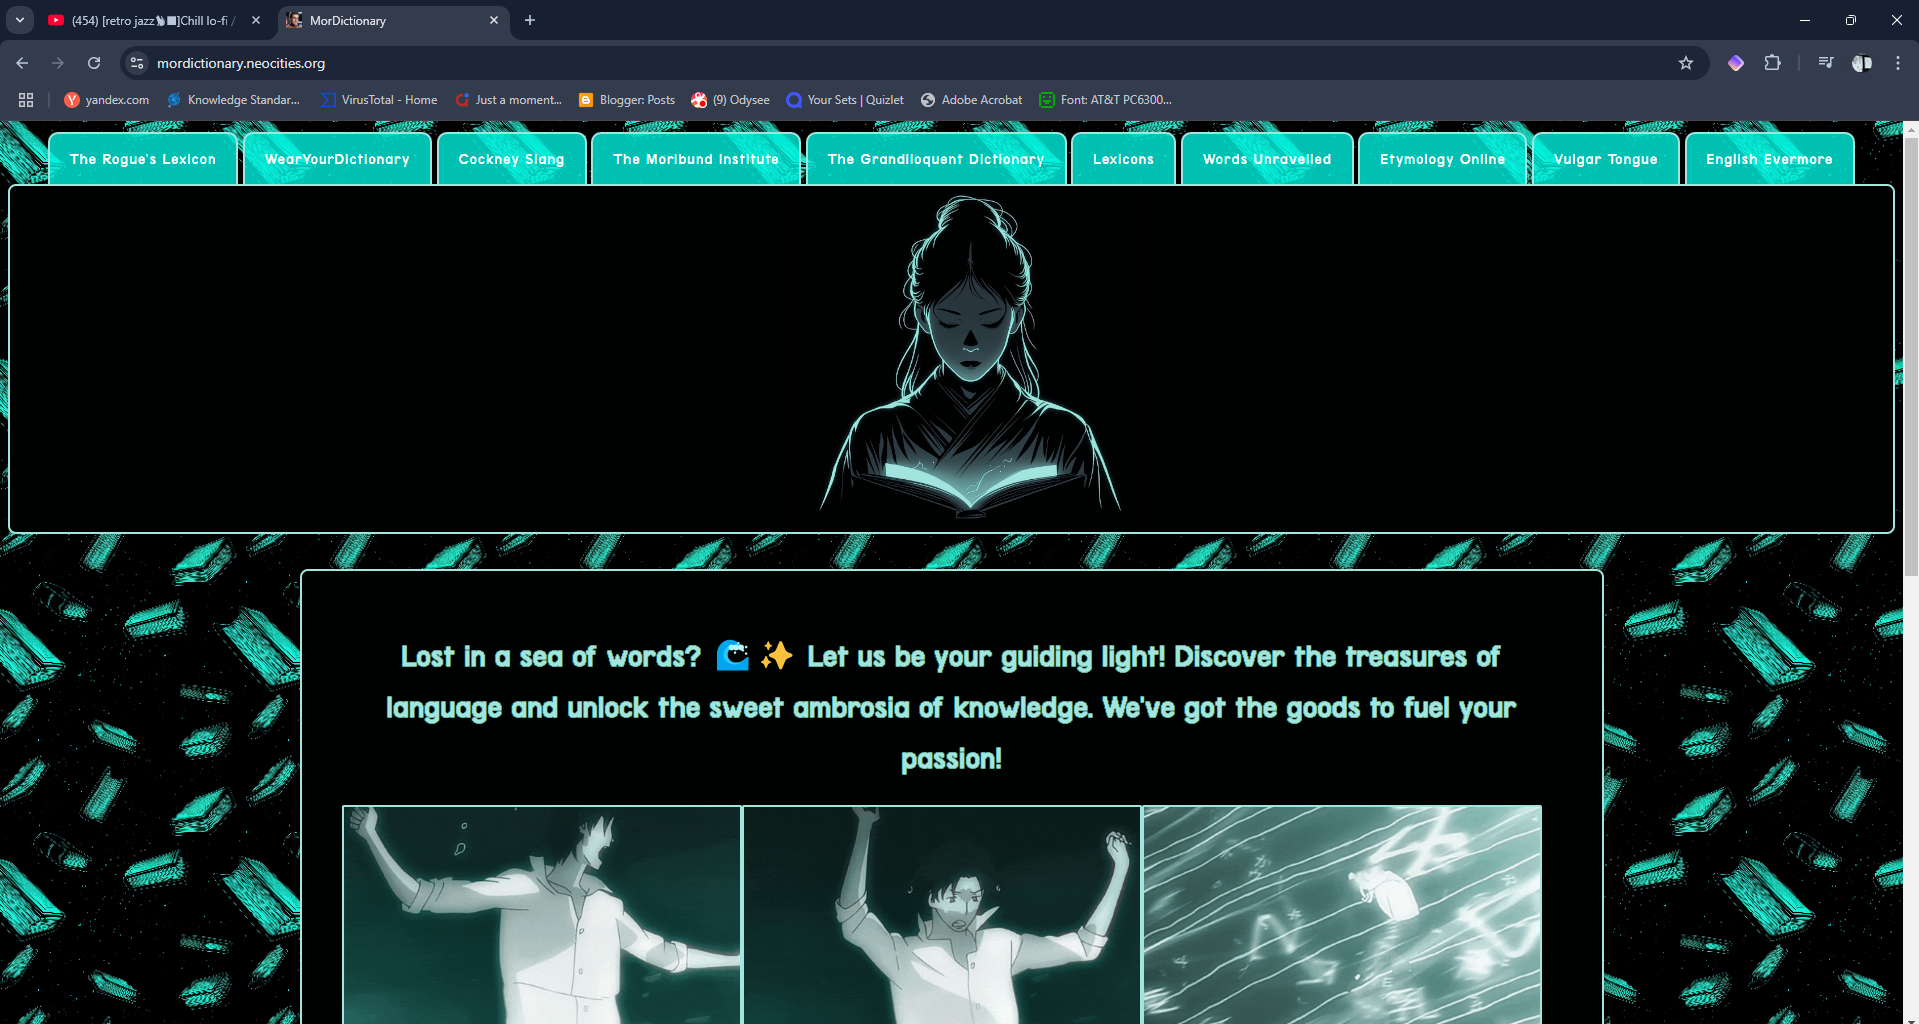 (454) [retro jazz🐈‍⬛]Chill lo-fi /
MorDictionary
mordictionary.neocities.org
yandex.com
Knowledge Standar...
VirusTotal - Home
Just a moment...
Blogger: Posts
(9) Odysee
Your Sets | Quizlet
Adobe Acrobat
Font: AT&T PC6300...
The Rogue's Lexicon
WearYourDictionary
Cockney Slang
The Moribund Institute
The Grandiloquent Dictionary
Lexicons
Words Unravelled
Etymology Online
Vulgar Tongue
English Evermore
Lost in a sea of words? 🌊 ✨ Let us be your guiding light! Discover the treasures of
language and unlock the sweet ambrosia of knowledge. We've got the goods to fuel your
passion!